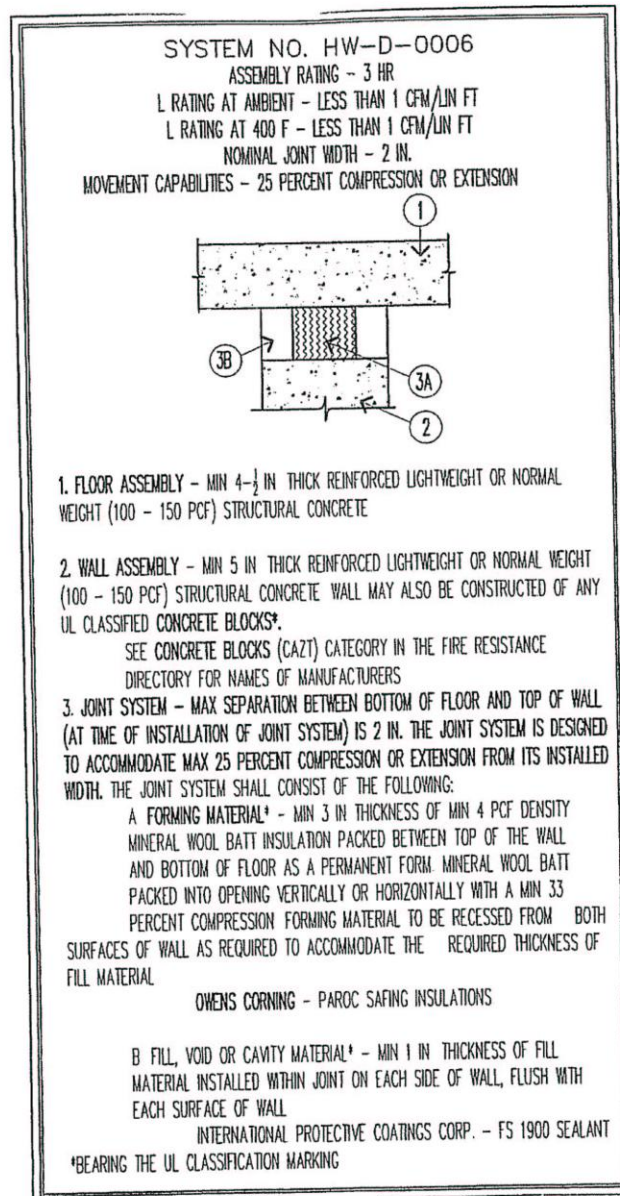 SYSTEM NO. HW-D-0006
ASSEMBLY RATING - 3 HR
L RATING AT AMBIENT - LESS THAN 1 CFM/LIN FT
L RATING AT 400 F - LESS THAN 1 CFM/LIN FT
NOMINAL JOINT WIDTH - 2 IN.
MOVEMENT CAPABILITIES - 25 PERCENT COMPRESSION OR EXTENSION
1
3B
3A
2
1. FLOOR ASSEMBLY - MIN 4-½ IN THICK REINFORCED LIGHTWEIGHT OR NORMAL
WEIGHT (100 - 150 PCF) STRUCTURAL CONCRETE
2. WALL ASSEMBLY - MIN 5 IN THICK REINFORCED LIGHTWEIGHT OR NORMAL WEIGHT
(100 - 150 PCF) STRUCTURAL CONCRETE WALL MAY ALSO BE CONSTRUCTED OF ANY
UL CLASSIFIED CONCRETE BLOCKS*.
SEE CONCRETE BLOCKS (CAZT) CATEGORY IN THE FIRE RESISTANCE
DIRECTORY FOR NAMES OF MANUFACTURERS
3. JOINT SYSTEM - MAX SEPARATION BETWEEN BOTTOM OF FLOOR AND TOP OF WALL
(AT TIME OF INSTALLATION OF JOINT SYSTEM) IS 2 IN. THE JOINT SYSTEM IS DESIGNED
TO ACCOMMODATE MAX 25 PERCENT COMPRESSION OR EXTENSION FROM ITS INSTALLED
WIDTH. THE JOINT SYSTEM SHALL CONSIST OF THE FOLLOWING:
A FORMING MATERIAL* - MIN 3 IN THICKNESS OF MIN 4 PCF DENSITY
MINERAL WOOL BATT INSULATION PACKED BETWEEN TOP OF THE WALL
AND BOTTOM OF FLOOR AS A PERMANENT FORM. MINERAL WOOL BATT
PACKED INTO OPENING VERTICALLY OR HORIZONTALLY WITH A MIN 33
PERCENT COMPRESSION FORMING MATERIAL TO BE RECESSED FROM BOTH
SURFACES OF WALL AS REQUIRED TO ACCOMMODATE THE REQUIRED THICKNESS OF
FILL MATERIAL
OWENS CORNING - PAROC SAFING INSULATIONS
B FILL, VOID OR CAVITY MATERIAL* - MIN 1 IN THICKNESS OF FILL
MATERIAL INSTALLED WITHIN JOINT ON EACH SIDE OF WALL, FLUSH WITH
EACH SURFACE OF WALL
INTERNATIONAL PROTECTIVE COATINGS CORP. - FS 1900 SEALANT
*BEARING THE UL CLASSIFICATION MARKING